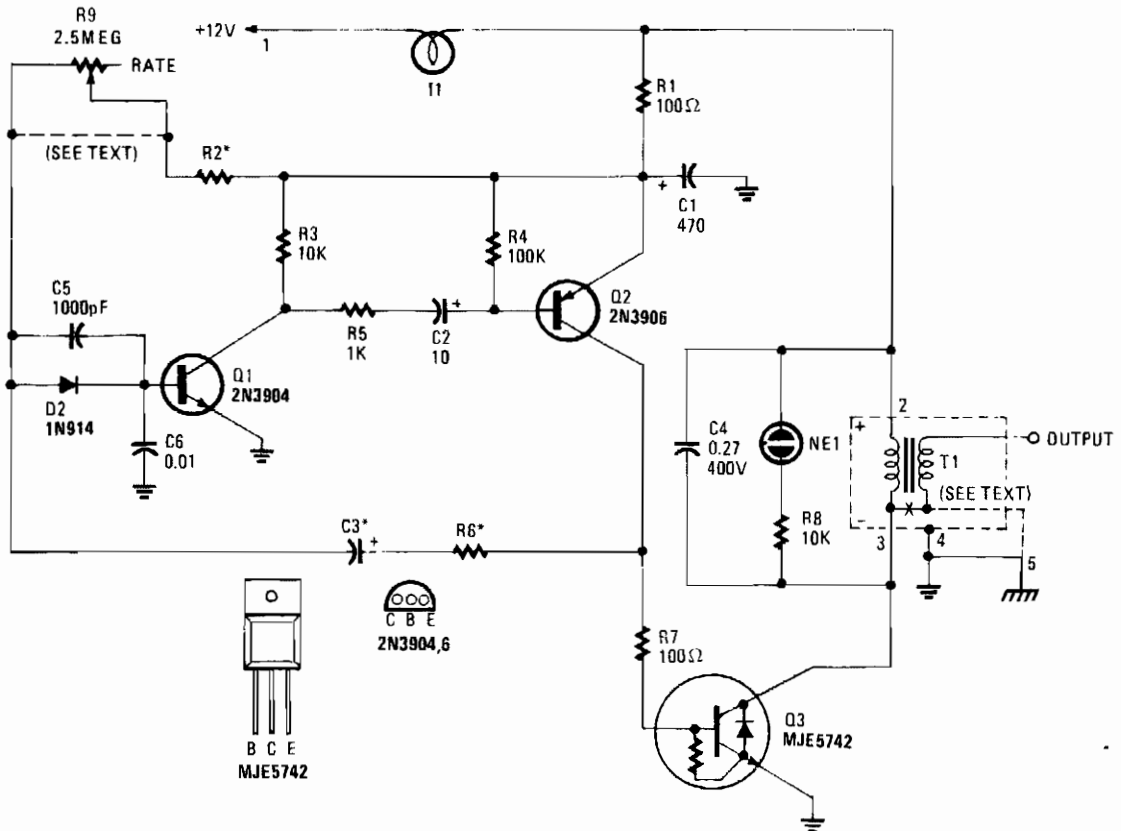 R9
2.5MEG
RATE
+12V
1
I1
R1
100Ω
(SEE TEXT)
R2*
+
C1
470
R3
10K
R4
100K
C5
1000pF
R5
1K
+
C2
10
Q2
2N3906
Q1
2N3904
D2
1N914
C6
0.01
C4
0.27
400V
NE1
2
+
OUTPUT
T1
(SEE TEXT)
X
R8
10K
-
3
4
5
C3*
+
R6*
C B E
2N3904,6
R7
100Ω
Q3
MJE5742
B C E
MJE5742